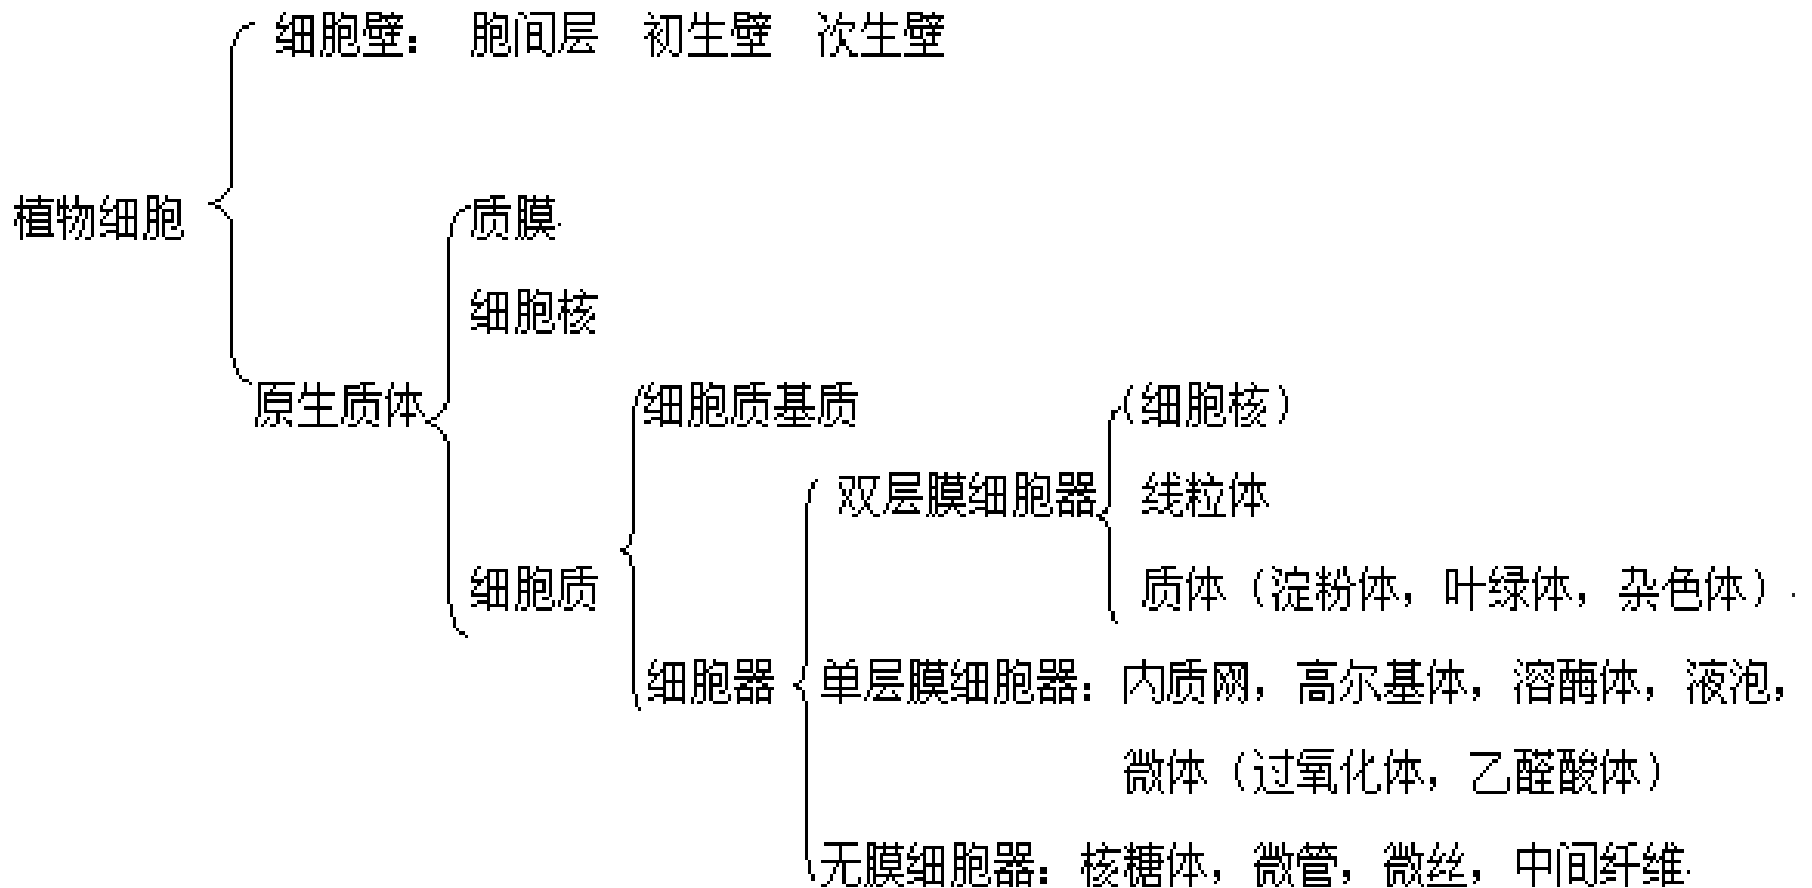 细胞壁： 胞间层 初生壁 次生壁
植物细胞 质膜
细胞核
原生质体 细胞质基质 （细胞核）
双层膜细胞器 线粒体
细胞质 质体（淀粉体，叶绿体，杂色体）
细胞器 单层膜细胞器：内质网，高尔基体，溶酶体，液泡，
微体（过氧化体，乙醛酸体）
无膜细胞器：核糖体，微管，微丝，中间纤维